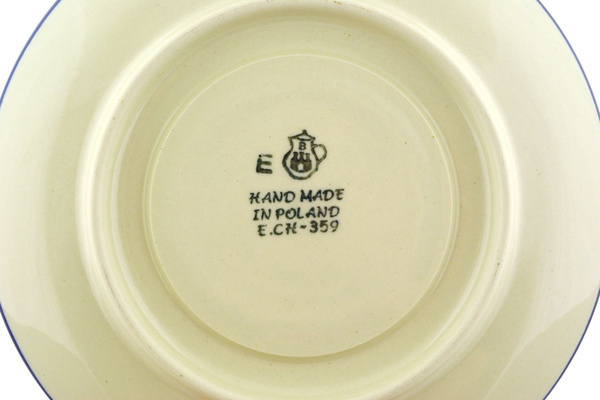 E B
HAND MADE
IN POLAND
E.CH-359